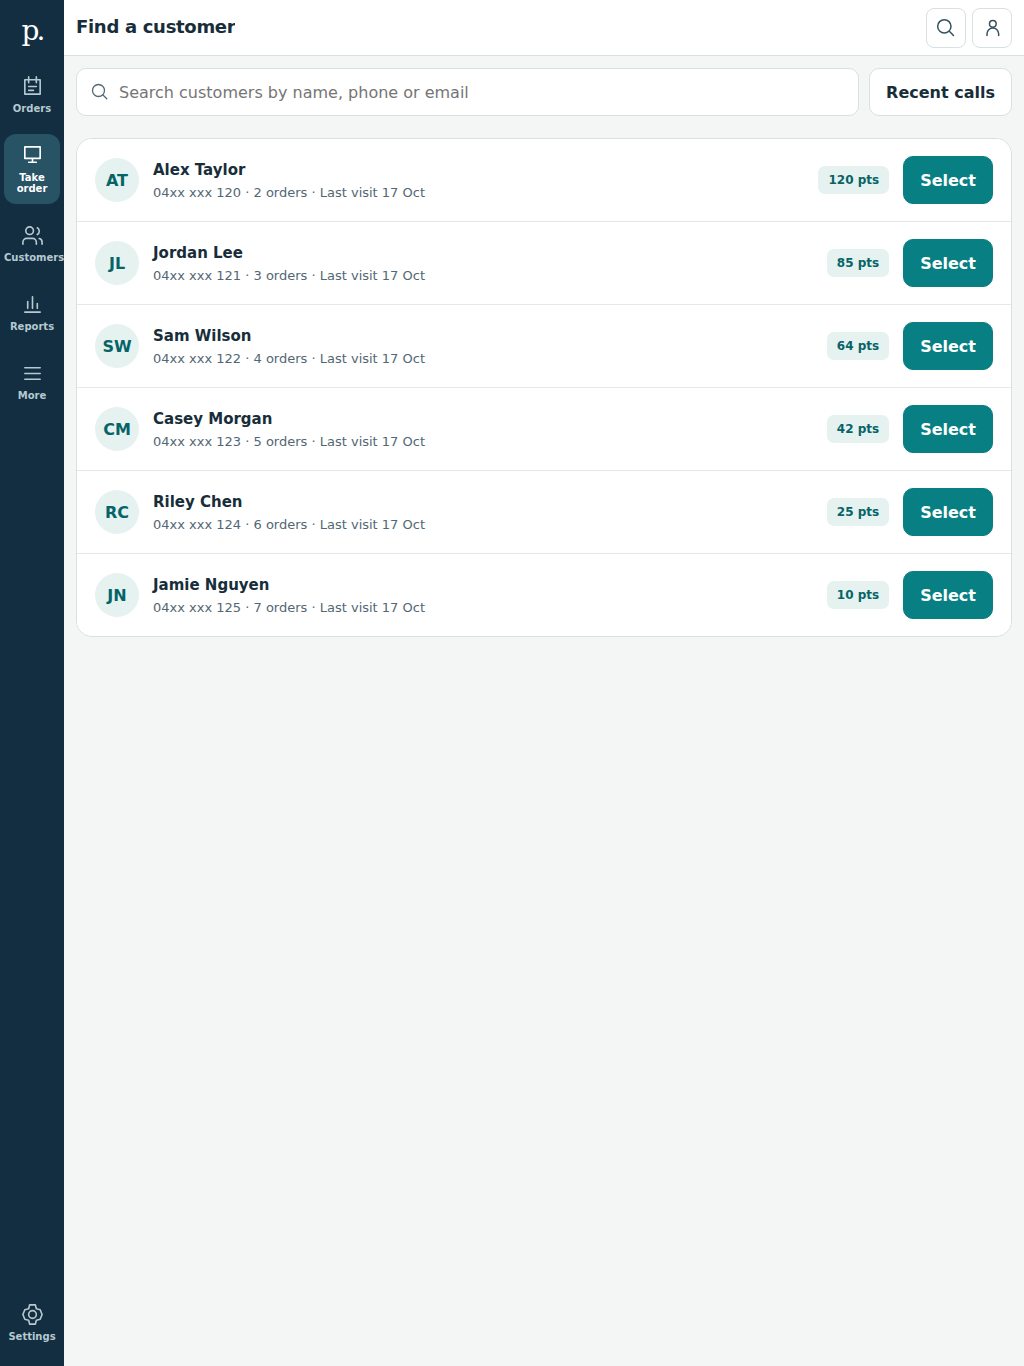 p.
Orders
Take
order
Customers
Reports
More
Settings
Find a customer
Search customers by name, phone or email
Recent calls
AT
Alex Taylor
04xx xxx 120 · 2 orders · Last visit 17 Oct
120 pts
Select
JL
Jordan Lee
04xx xxx 121 · 3 orders · Last visit 17 Oct
85 pts
Select
SW
Sam Wilson
04xx xxx 122 · 4 orders · Last visit 17 Oct
64 pts
Select
CM
Casey Morgan
04xx xxx 123 · 5 orders · Last visit 17 Oct
42 pts
Select
RC
Riley Chen
04xx xxx 124 · 6 orders · Last visit 17 Oct
25 pts
Select
JN
Jamie Nguyen
04xx xxx 125 · 7 orders · Last visit 17 Oct
10 pts
Select